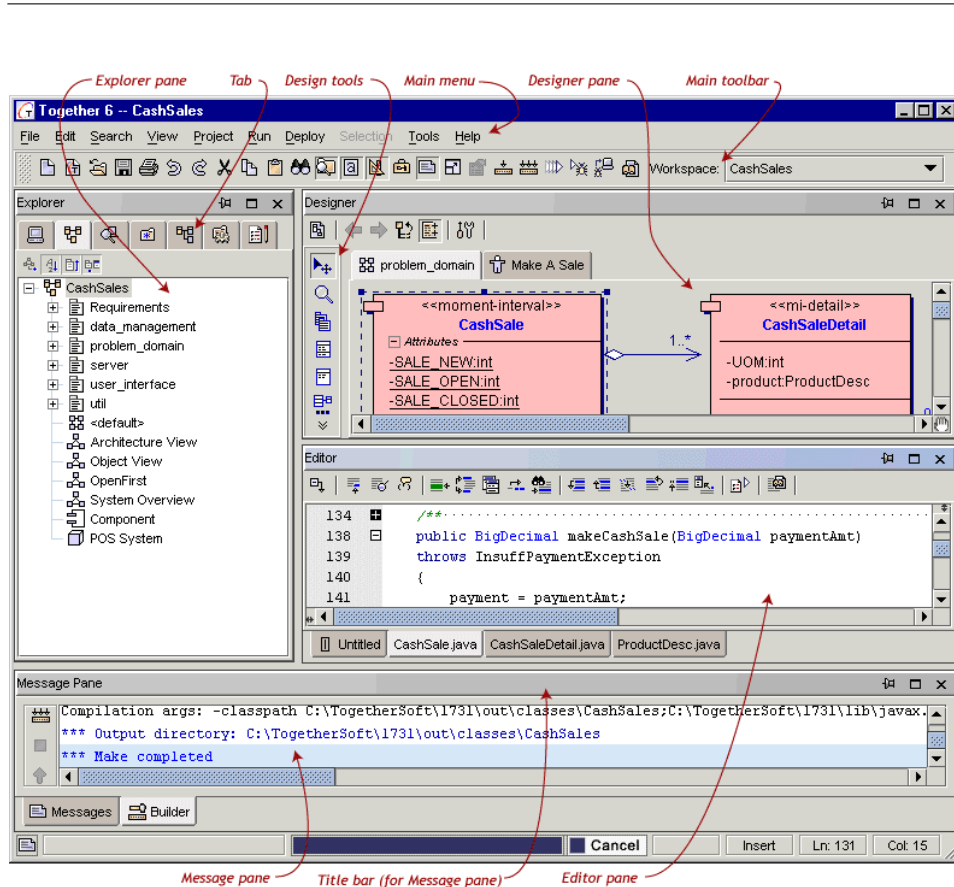 Explorer pane
Tab
Design tools
Main menu
Designer pane
Main toolbar
Together 6 -- CashSales
File Edit Search View Project Run Deploy Selection Tools Help
Workspace: CashSales
Explorer
CashSales
Requirements
data_management
problem_domain
server
user_interface
util
<default>
Architecture View
Object View
OpenFirst
System Overview
Component
POS System
Designer
problem_domain
Make A Sale
<<moment-interval>>
CashSale
Attributes
-SALE_NEW:int
-SALE_OPEN:int
-SALE_CLOSED:int
1..*
<<mi-detail>>
CashSaleDetail
-UOM:int
-product:ProductDesc
Editor
134 /**
138 public BigDecimal makeCashSale(BigDecimal paymentAmt)
139 throws InsuffPaymentException
140 {
141 payment = paymentAmt;
Untitled CashSale.java CashSaleDetail.java ProductDesc.java
Message Pane
Compilation args: -classpath C:\TogetherSoft\1731\out\classes\CashSales;C:\TogetherSoft\1731\lib\javax.
*** Output directory: C:\TogetherSoft\1731\out\classes\CashSales
*** Make completed
Messages Builder
Cancel Insert Ln: 131 Col: 15
Message pane
Title bar (for Message pane)
Editor pane